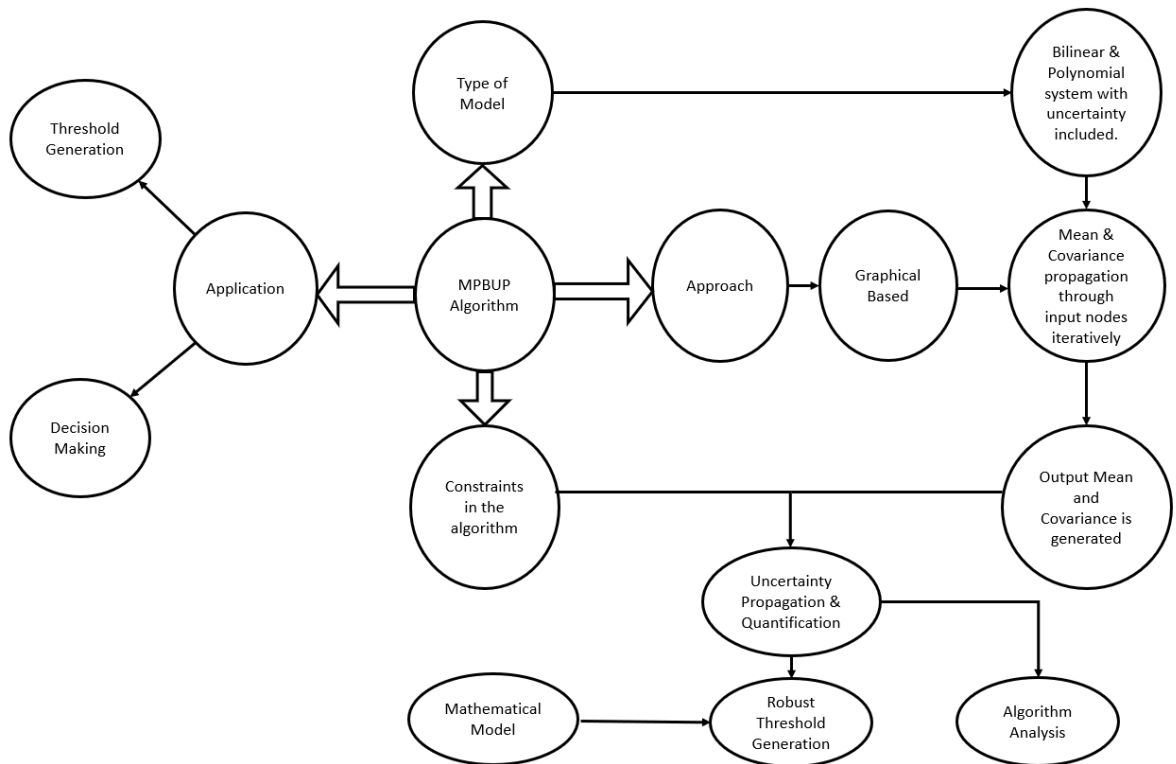 Type of
Model
Bilinear &
Polynomial
system with
uncertainty
included.
Threshold
Generation
Application
MPBUP
Algorithm
Approach
Graphical
Based
Mean &
Covariance
propagation
through
input nodes
iteratively
Decision
Making
Constraints
in the
algorithm
Output Mean
and
Covariance is
generated
Uncertainty
Propagation &
Quantification
Mathematical
Model
Robust
Threshold
Generation
Algorithm
Analysis